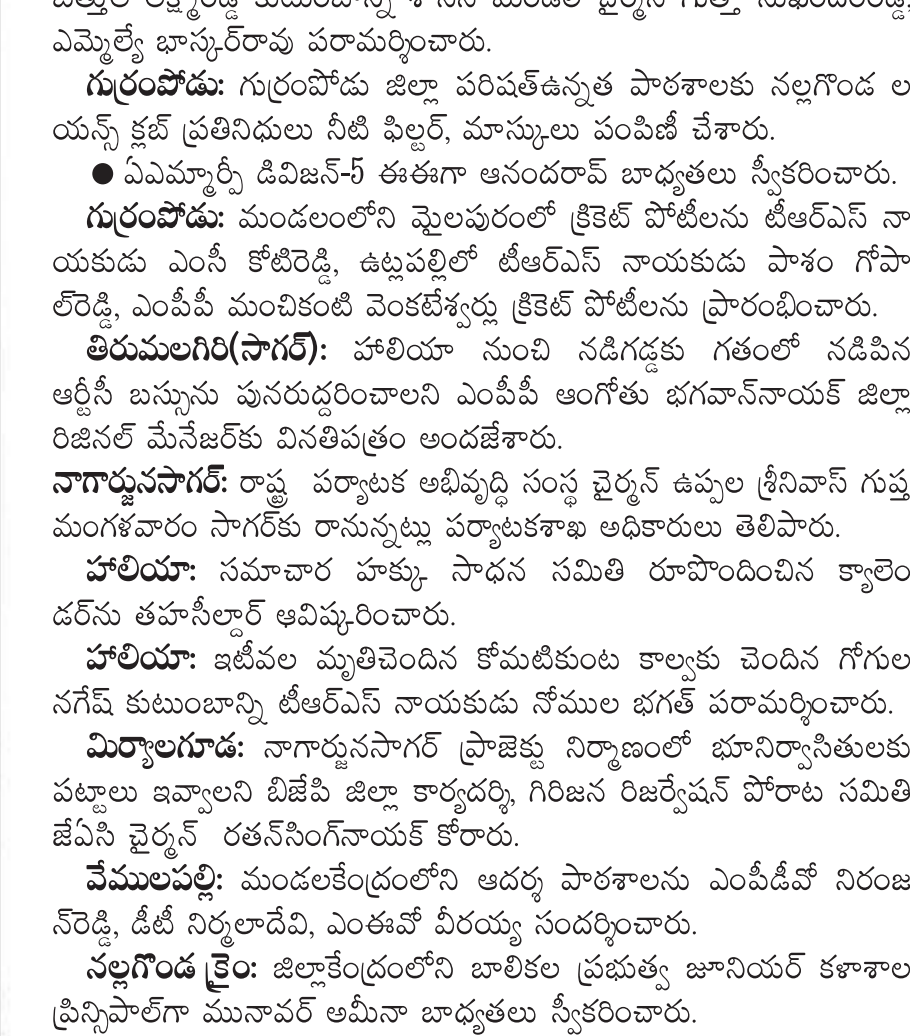 ఎమ్మెల్యే భాస్కర్‌రావు పరామర్శించారు.
గుర్రంపోడు: గుర్రంపోడు జిల్లా పరిషత్ఉన్నత పాఠశాలకు నల్లగొండ ల
యన్స్ క్లబ్ ప్రతినిధులు నీటి ఫిల్టర్, మాస్కులు పంపిణీ చేశారు.
● ఏఎమ్మార్పీ డివిజన్-5 ఈఈగా ఆనందరావ్ బాధ్యతలు స్వీకరించారు.
గుర్రంపోడు: మండలంలోని మైలపురంలో క్రికెట్ పోటీలను టీఆర్ఎస్ నా
యకుడు ఎంసీ కోటిరెడ్డి, ఉట్లపల్లిలో టీఆర్ఎస్ నాయకుడు పాశం గోపా
ల్‌రెడ్డి, ఎంపీపీ మంచికంటి వెంకటేశ్వర్లు క్రికెట్ పోటీలను ప్రారంభించారు.
తిరుమలగిరి(సాగర్): హాలియా నుంచి నడిగడ్డకు గతంలో నడిపిన
ఆర్టీసీ బస్సును పునరుద్దరించాలని ఎంపీపీ ఆంగోతు భగవాన్‌నాయక్ జిల్లా
రిజినల్ మేనేజర్‌కు వినతిపత్రం అందజేశారు.
నాగార్జునసాగర్: రాష్ట్ర పర్యాటక అభివృద్ధి సంస్థ చైర్మన్ ఉప్పల శ్రీనివాస్ గుప్త
మంగళవారం సాగర్‌కు రానున్నట్లు పర్యాటకశాఖ అధికారులు తెలిపారు.
హాలియా: సమాచార హక్కు సాధన సమితి రూపొందించిన క్యాలెం
డర్‌ను తహసీల్దార్ ఆవిష్కరించారు.
హాలియా: ఇటీవల మృతిచెందిన కోమటికుంట కాల్వకు చెందిన గోగుల
నగేష్ కుటుంబాన్ని టీఆర్ఎస్ నాయకుడు నోముల భగత్ పరామర్శించారు.
మిర్యాలగూడ: నాగార్జునసాగర్ ప్రాజెక్టు నిర్మాణంలో భూనిర్వాసితులకు
పట్టాలు ఇవ్వాలని బిజేపి జిల్లా కార్యదర్శి, గిరిజన రిజర్వేషన్ పోరాట సమితి
జేఏసి చైర్మన్ రతన్‌సింగ్‌నాయక్ కోరారు.
వేములపల్లి: మండలకేంద్రంలోని ఆదర్శ పాఠశాలను ఎంపీడీవో నిరంజ
న్‌రెడ్డి, డీటీ నిర్మలాదేవి, ఎంఈవో వీరయ్య సందర్శించారు.
నల్లగొండ క్రైం: జిల్లాకేంద్రంలోని బాలికల ప్రభుత్వ జూనియర్ కళాశాల
ప్రిన్సిపాల్‌గా మునావర్ అమీనా బాధ్యతలు స్వీకరించారు.